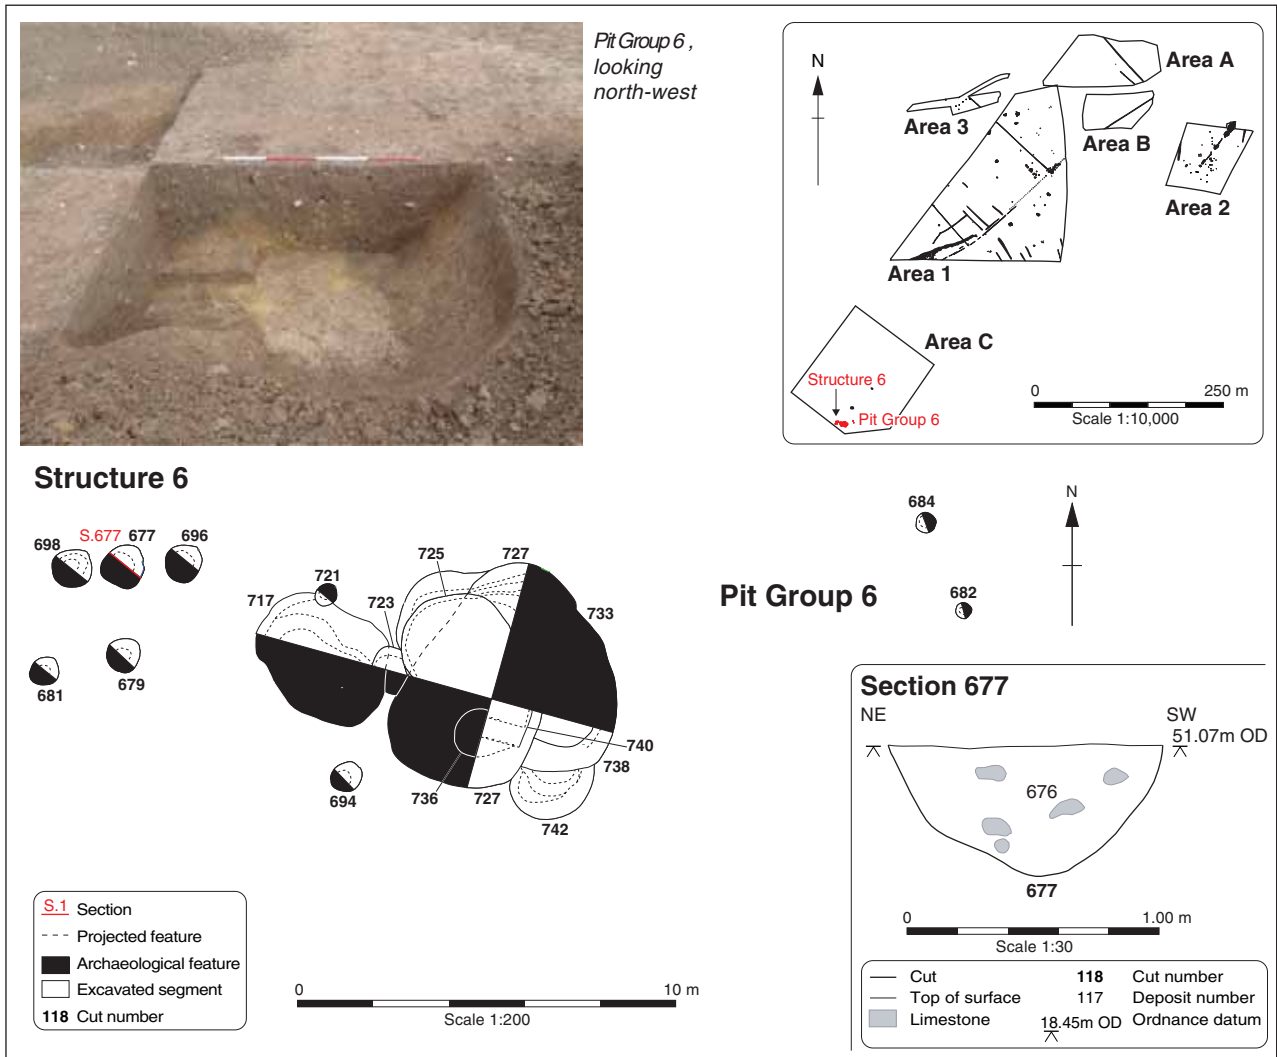 Pit Group 6 ,
looking
north-west
N
Area A
Area 3
Area B
Area 2
Area 1
Area C
Structure 6
Pit Group 6
0 250 m
Scale 1:10,000
Structure 6
698 S.677 677 696
681 679
717 721 723 725 727 733
740
738
736 727
742
694
684
682
N
Pit Group 6
Section 677
NE SW
51.07m OD
676
677
0 1.00 m
Scale 1:30
S.1 Section
Projected feature
Archaeological feature
Excavated segment
118 Cut number
0 10 m
Scale 1:200
Cut 118 Cut number
Top of surface 117 Deposit number
Limestone 18.45m OD Ordnance datum